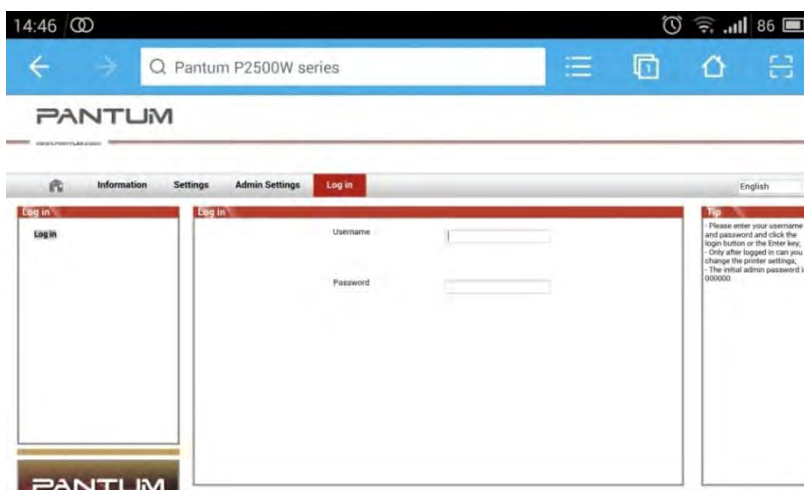 14:46
86
Pantum P2500W series
1
PANTUM
Information Settings Admin Settings Log in
English
Log in
Log in
Log in
Username
Password
Tip
- Please enter your username
and password and click the
login button or the Enter key;
- Only after logged in can you
change the printer settings;
- The initial admin password i
000000.
PANTUM